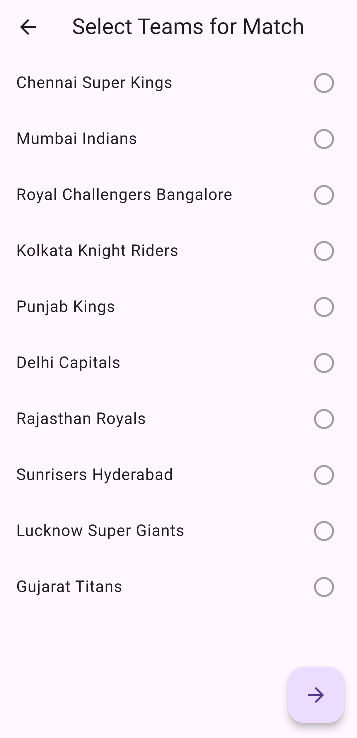 Select Teams for Match
Chennai Super Kings
Mumbai Indians
Royal Challengers Bangalore
Kolkata Knight Riders
Punjab Kings
Delhi Capitals
Rajasthan Royals
Sunrisers Hyderabad
Lucknow Super Giants
Gujarat Titans